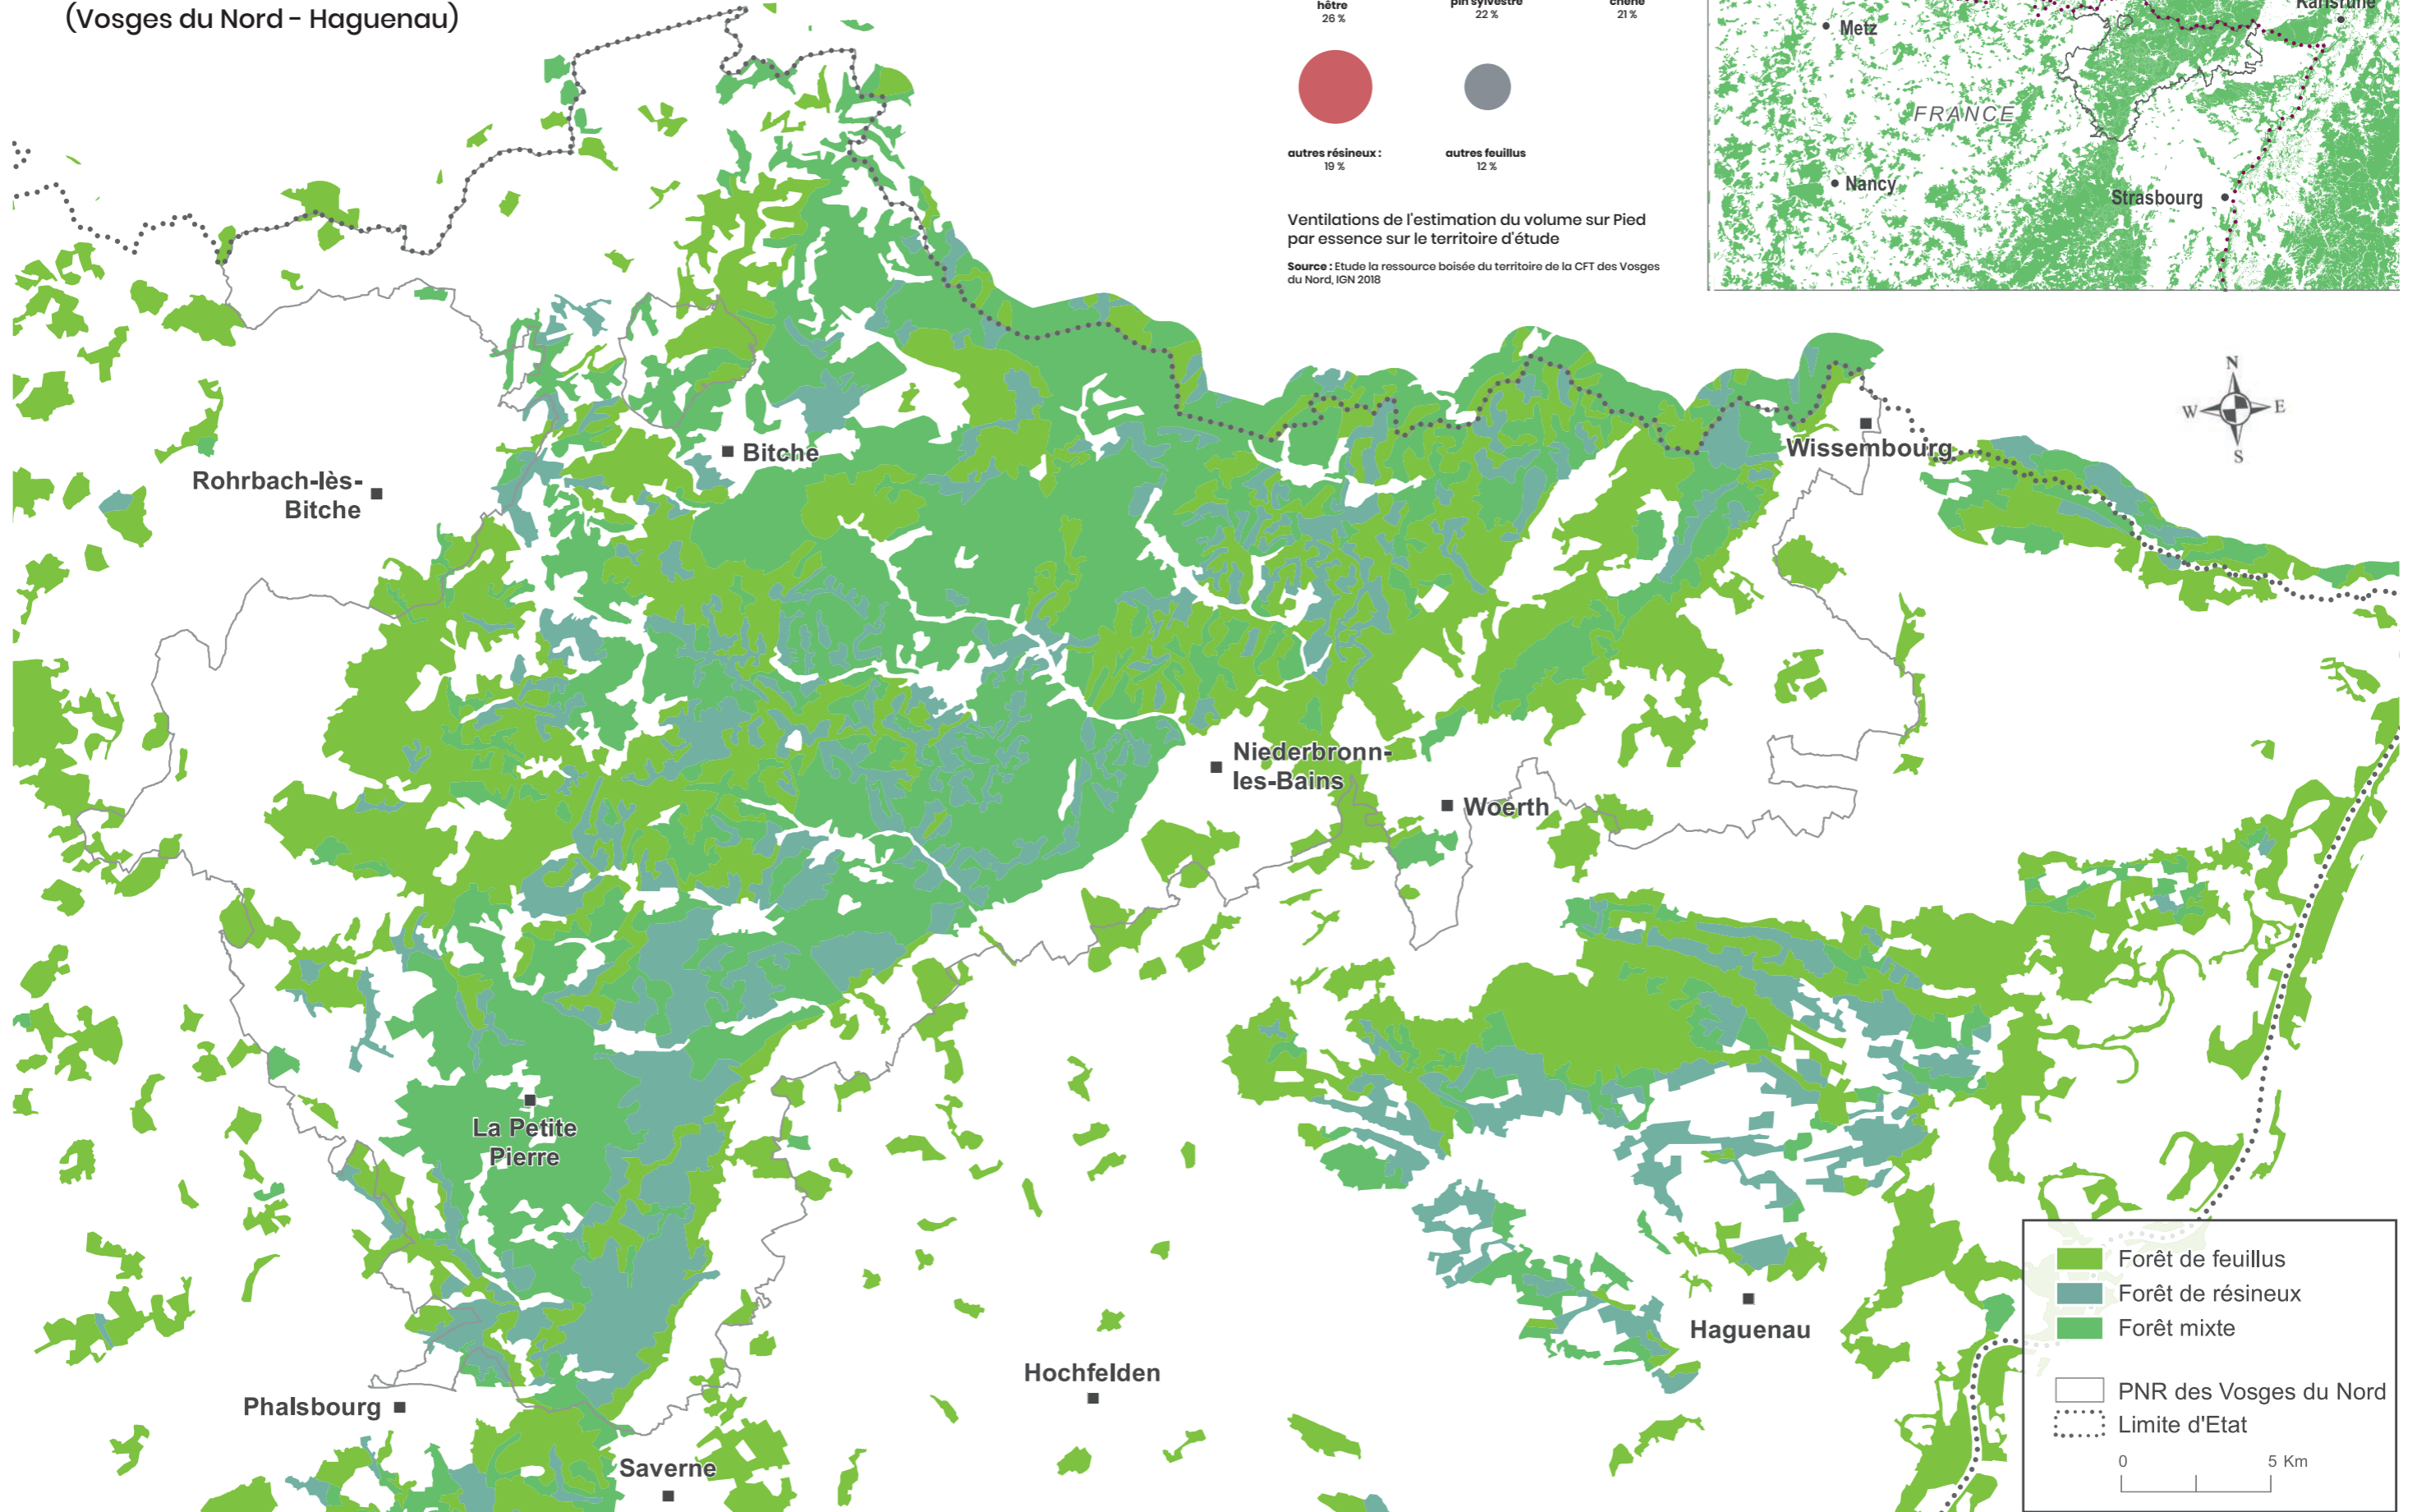 (Vosges du Nord - Haguenau)
hêtre
26 %
pin sylvestre
22 %
chêne
21 %
autres résineux :
19 %
autres feuillus
12 %
Ventilations de l'estimation du volume sur Pied
par essence sur le territoire d'étude
Source : Etude la ressource boisée du territoire de la CFT des Vosges
du Nord, IGN 2018
Karlsruhe
Metz
FRANCE
Nancy
Strasbourg
N
W
E
S
Wissembourg
Bitche
Rohrbach-lès-
Bitche
Niederbronn-
les-Bains
Woerth
La Petite
Pierre
Haguenau
Hochfelden
Phalsbourg
Saverne
Forêt de feuillus
Forêt de résineux
Forêt mixte
PNR des Vosges du Nord
Limite d'Etat
0
5 Km